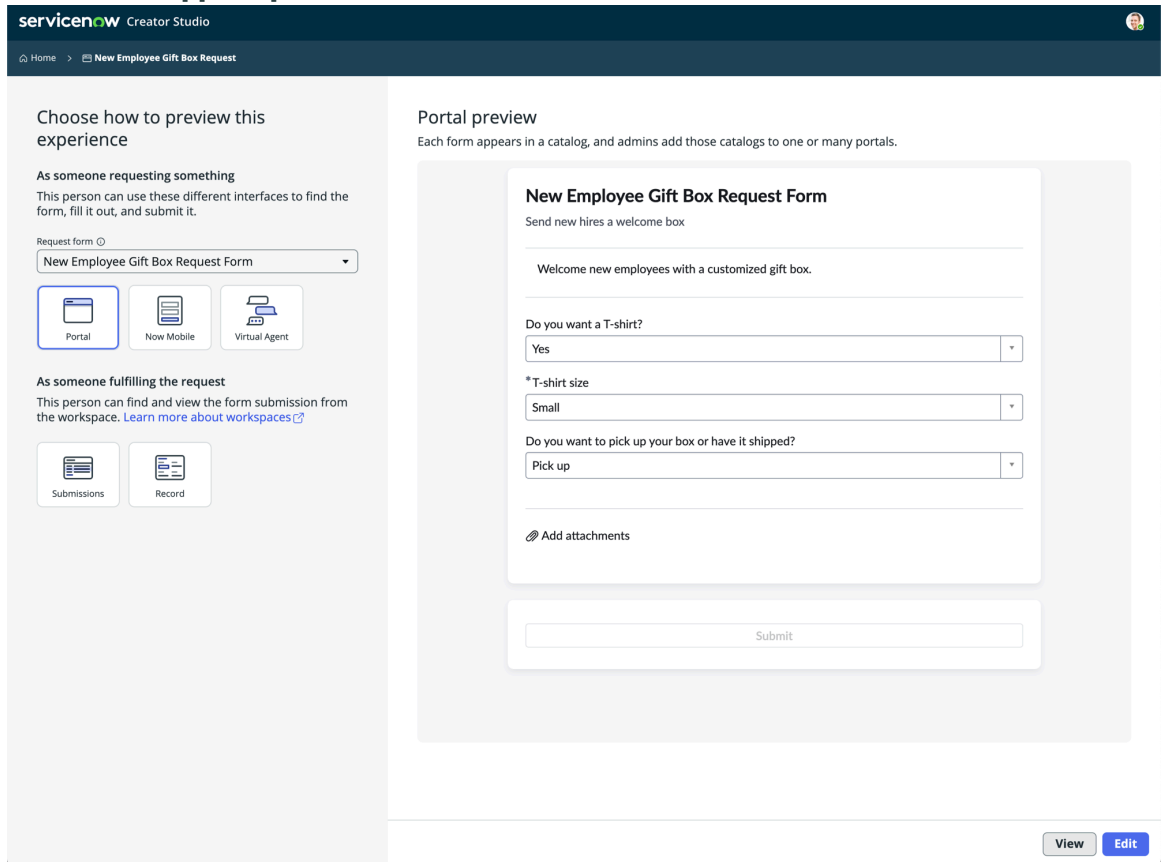 servicenow Creator Studio
Home > New Employee Gift Box Request
Choose how to preview this
experience
As someone requesting something
This person can use these different interfaces to find the
form, fill it out, and submit it.
Request form
New Employee Gift Box Request Form
Portal
Now Mobile
Virtual Agent
As someone fulfilling the request
This person can find and view the form submission from
the workspace. Learn more about workspaces
Submissions
Record
Portal preview
Each form appears in a catalog, and admins add those catalogs to one or many portals.
New Employee Gift Box Request Form
Send new hires a welcome box
Welcome new employees with a customized gift box.
Do you want a T-shirt?
Yes
*T-shirt size
Small
Do you want to pick up your box or have it shipped?
Pick up
Add attachments
Submit
View
Edit